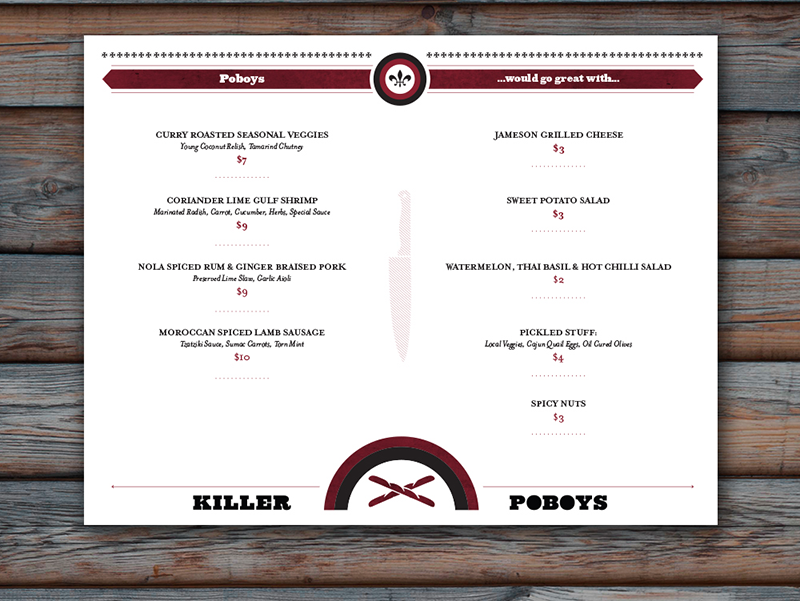 Poboys
CURRY ROASTED SEASONAL VEGGIES
Young Coconut Relish, Tamarind Chutney
$7
CORIANDER LIME GULF SHRIMP
Marinated Radish, Carrot, Cucumber, Herbs, Special Sauce
$9
NOLA SPICED RUM & GINGER BRAISED PORK
Preserved Lime Slaw, Garlic Aioli
$9
MOROCCAN SPICED LAMB SAUSAGE
Tzatziki Sauce, Sumac Carrots, Torn Mint
$10
...would go great with...
JAMESON GRILLED CHEESE
$3
SWEET POTATO SALAD
$3
WATERMELON, THAI BASIL & HOT CHILLI SALAD
$2
PICKLED STUFF:
Local Veggies, Cajun Quail Eggs, Oil Cured Olives
$4
SPICY NUTS
$3
KILLER POBOYS